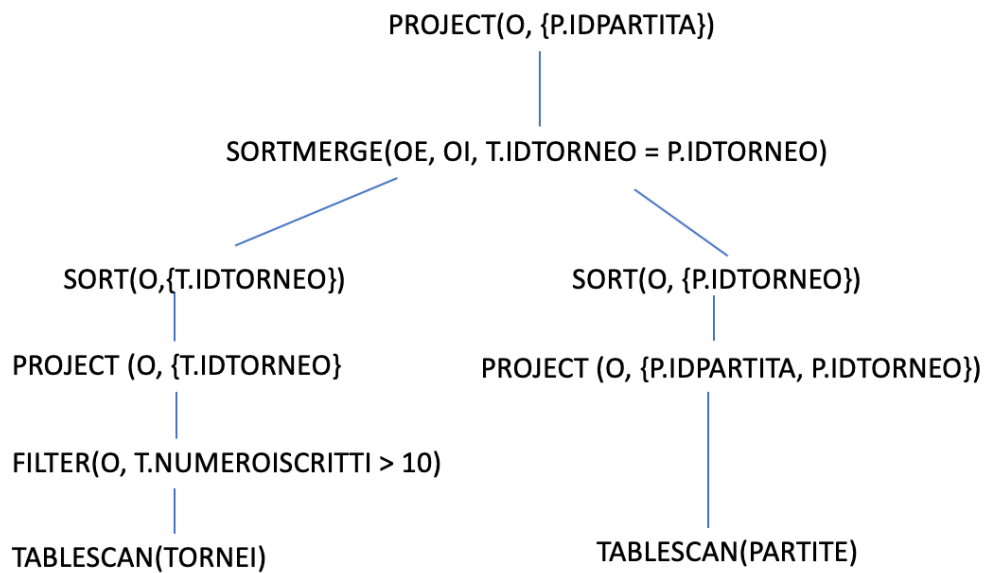 PROJECT(O, {P.IDPARTITA})
SORTMERGE(OE, OI, T.IDTORNEO = P.IDTORNEO)
SORT(O,{T.IDTORNEO})
SORT(O, {P.IDTORNEO})
PROJECT (O, {T.IDTORNEO}
PROJECT (O, {P.IDPARTITA, P.IDTORNEO})
FILTER(O, T.NUMEROISCRITTI > 10)
TABLESCAN(TORNEI)
TABLESCAN(PARTITE)